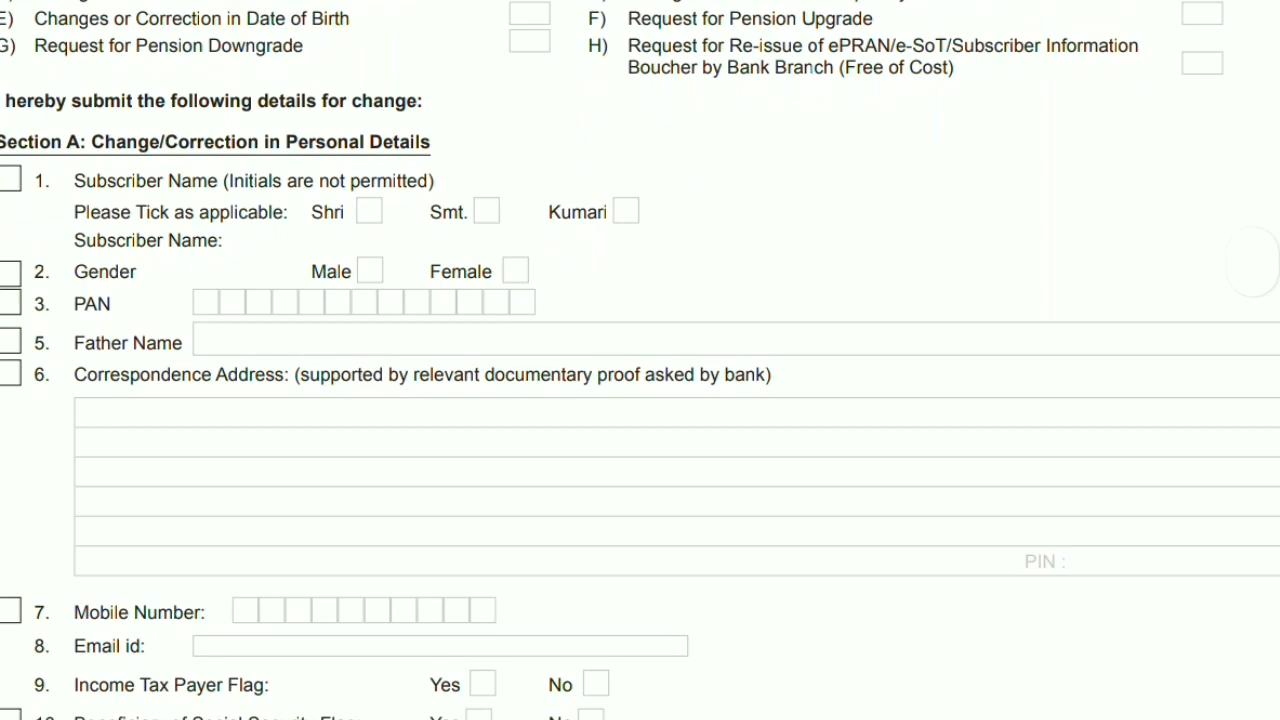 E) Changes or Correction in Date of Birth F) Request for Pension Upgrade
G) Request for Pension Downgrade H) Request for Re-issue of ePRAN/e-SoT/Subscriber Information
Boucher by Bank Branch (Free of Cost)
hereby submit the following details for change:
Section A: Change/Correction in Personal Details
1. Subscriber Name (Initials are not permitted)
Please Tick as applicable: Shri Smt. Kumari
Subscriber Name:
2. Gender Male Female
3. PAN
5. Father Name
6. Correspondence Address: (supported by relevant documentary proof asked by bank)
PIN :
7. Mobile Number:
8. Email id:
9. Income Tax Payer Flag: Yes No